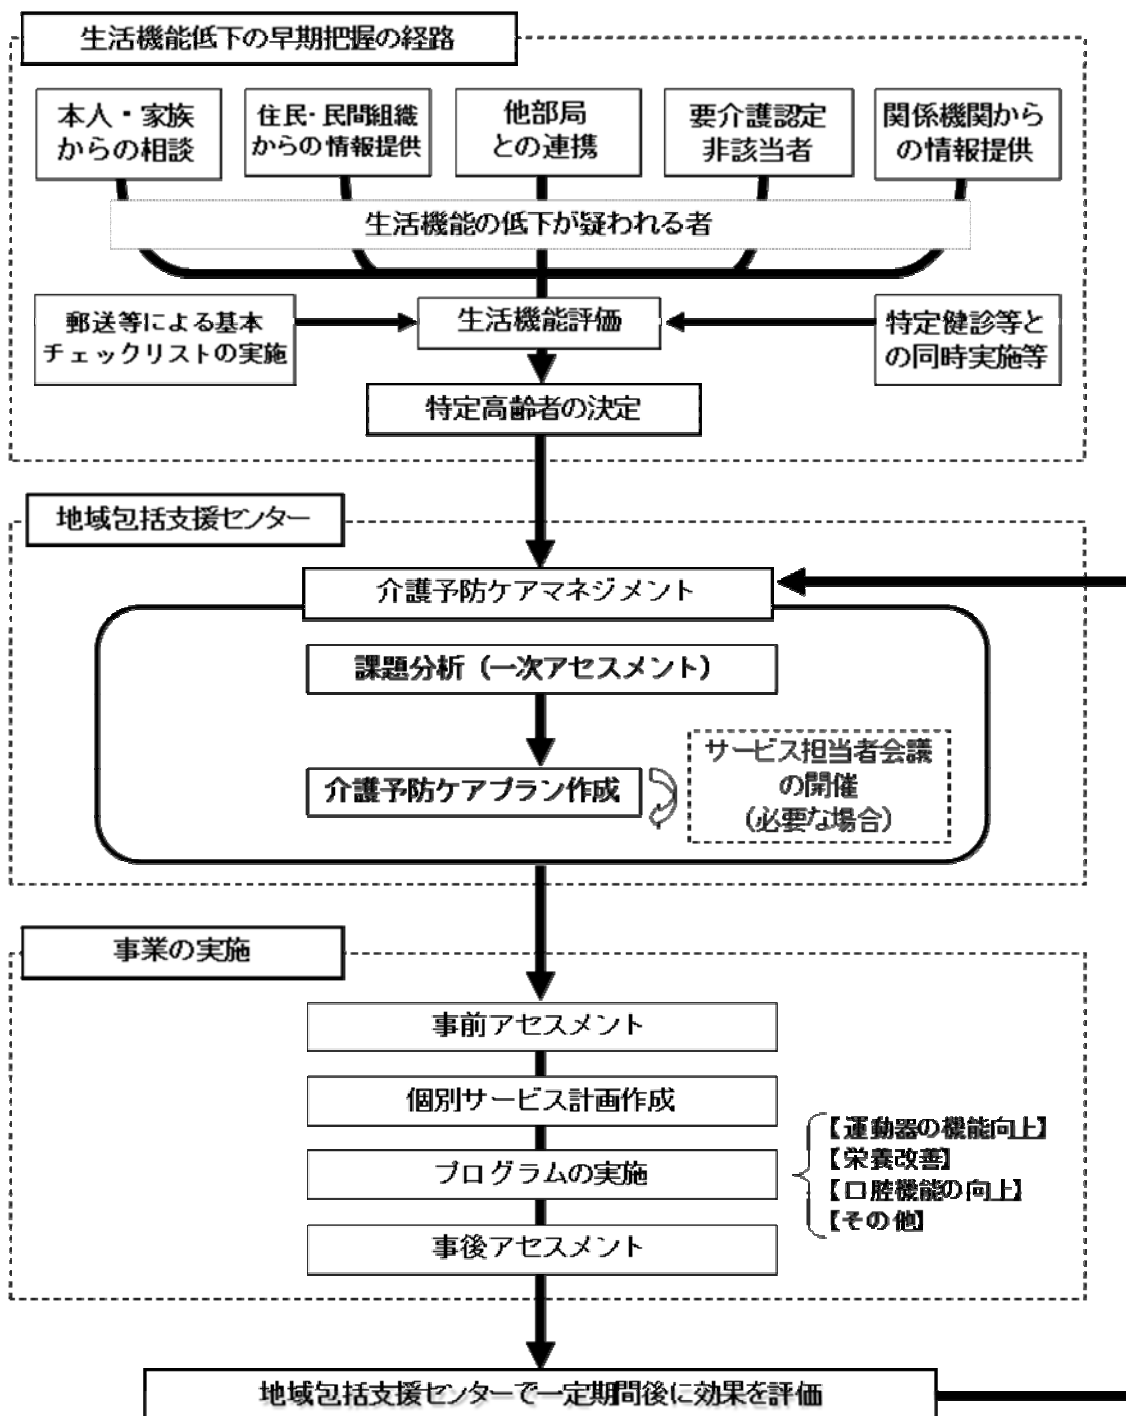 生活機能低下の早期把握の経路
本人・家族
からの相談
住民・民間組織
からの情報提供
他部局
との連携
要介護認定
非該当者
関係機関から
の情報提供
生活機能の低下が疑われる者
郵送等による基本
チェックリストの実施
生活機能評価
特定健診等と
の同時実施等
特定高齢者の決定
地域包括支援センター
介護予防ケアマネジメント
課題分析（一次アセスメント）
介護予防ケアプラン作成
サービス担当者会議
の開催
（必要な場合）
事業の実施
事前アセスメント
個別サービス計画作成
プログラムの実施
【運動器の機能向上】
【栄養改善】
【口腔機能の向上】
【その他】
事後アセスメント
地域包括支援センターで一定期間後に効果を評価